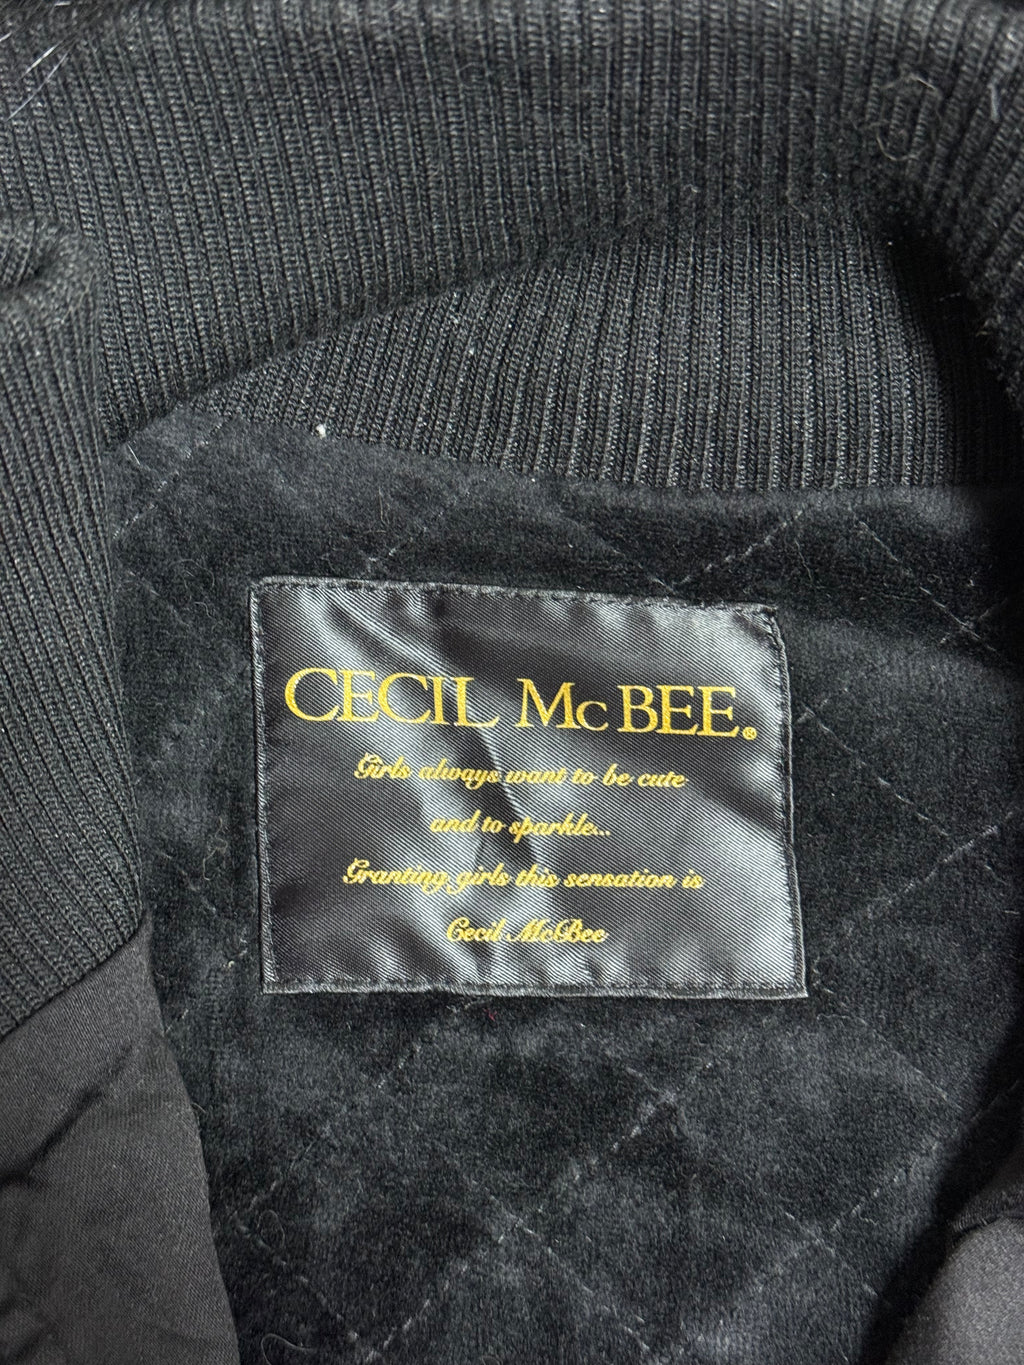 CECIL McBEE®
Girls always want to be cute
and to sparkle...
Granting girls this sensation is
Cecil McBee